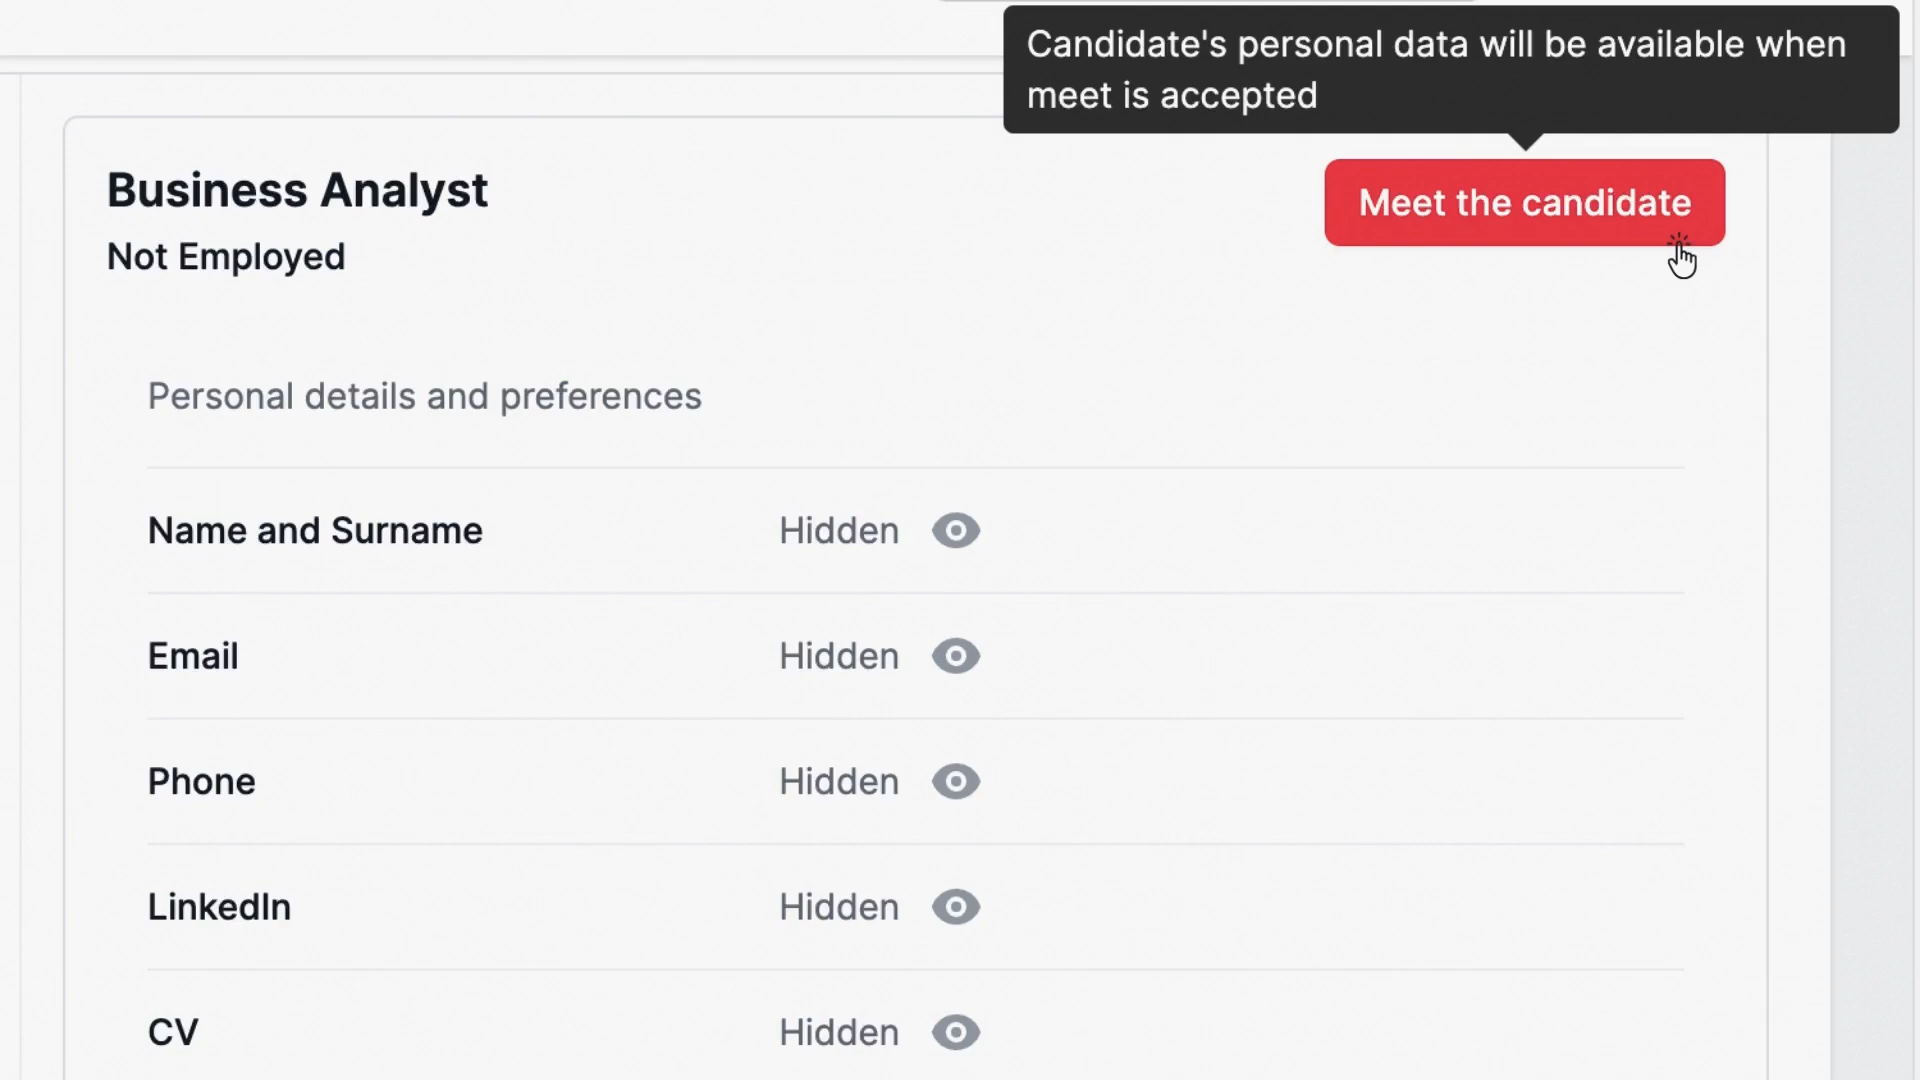 Candidate's personal data will be available when
meet is accepted
Business Analyst
Meet the candidate
Not Employed
Personal details and preferences
Name and Surname Hidden
Email Hidden
Phone Hidden
LinkedIn Hidden
CV Hidden